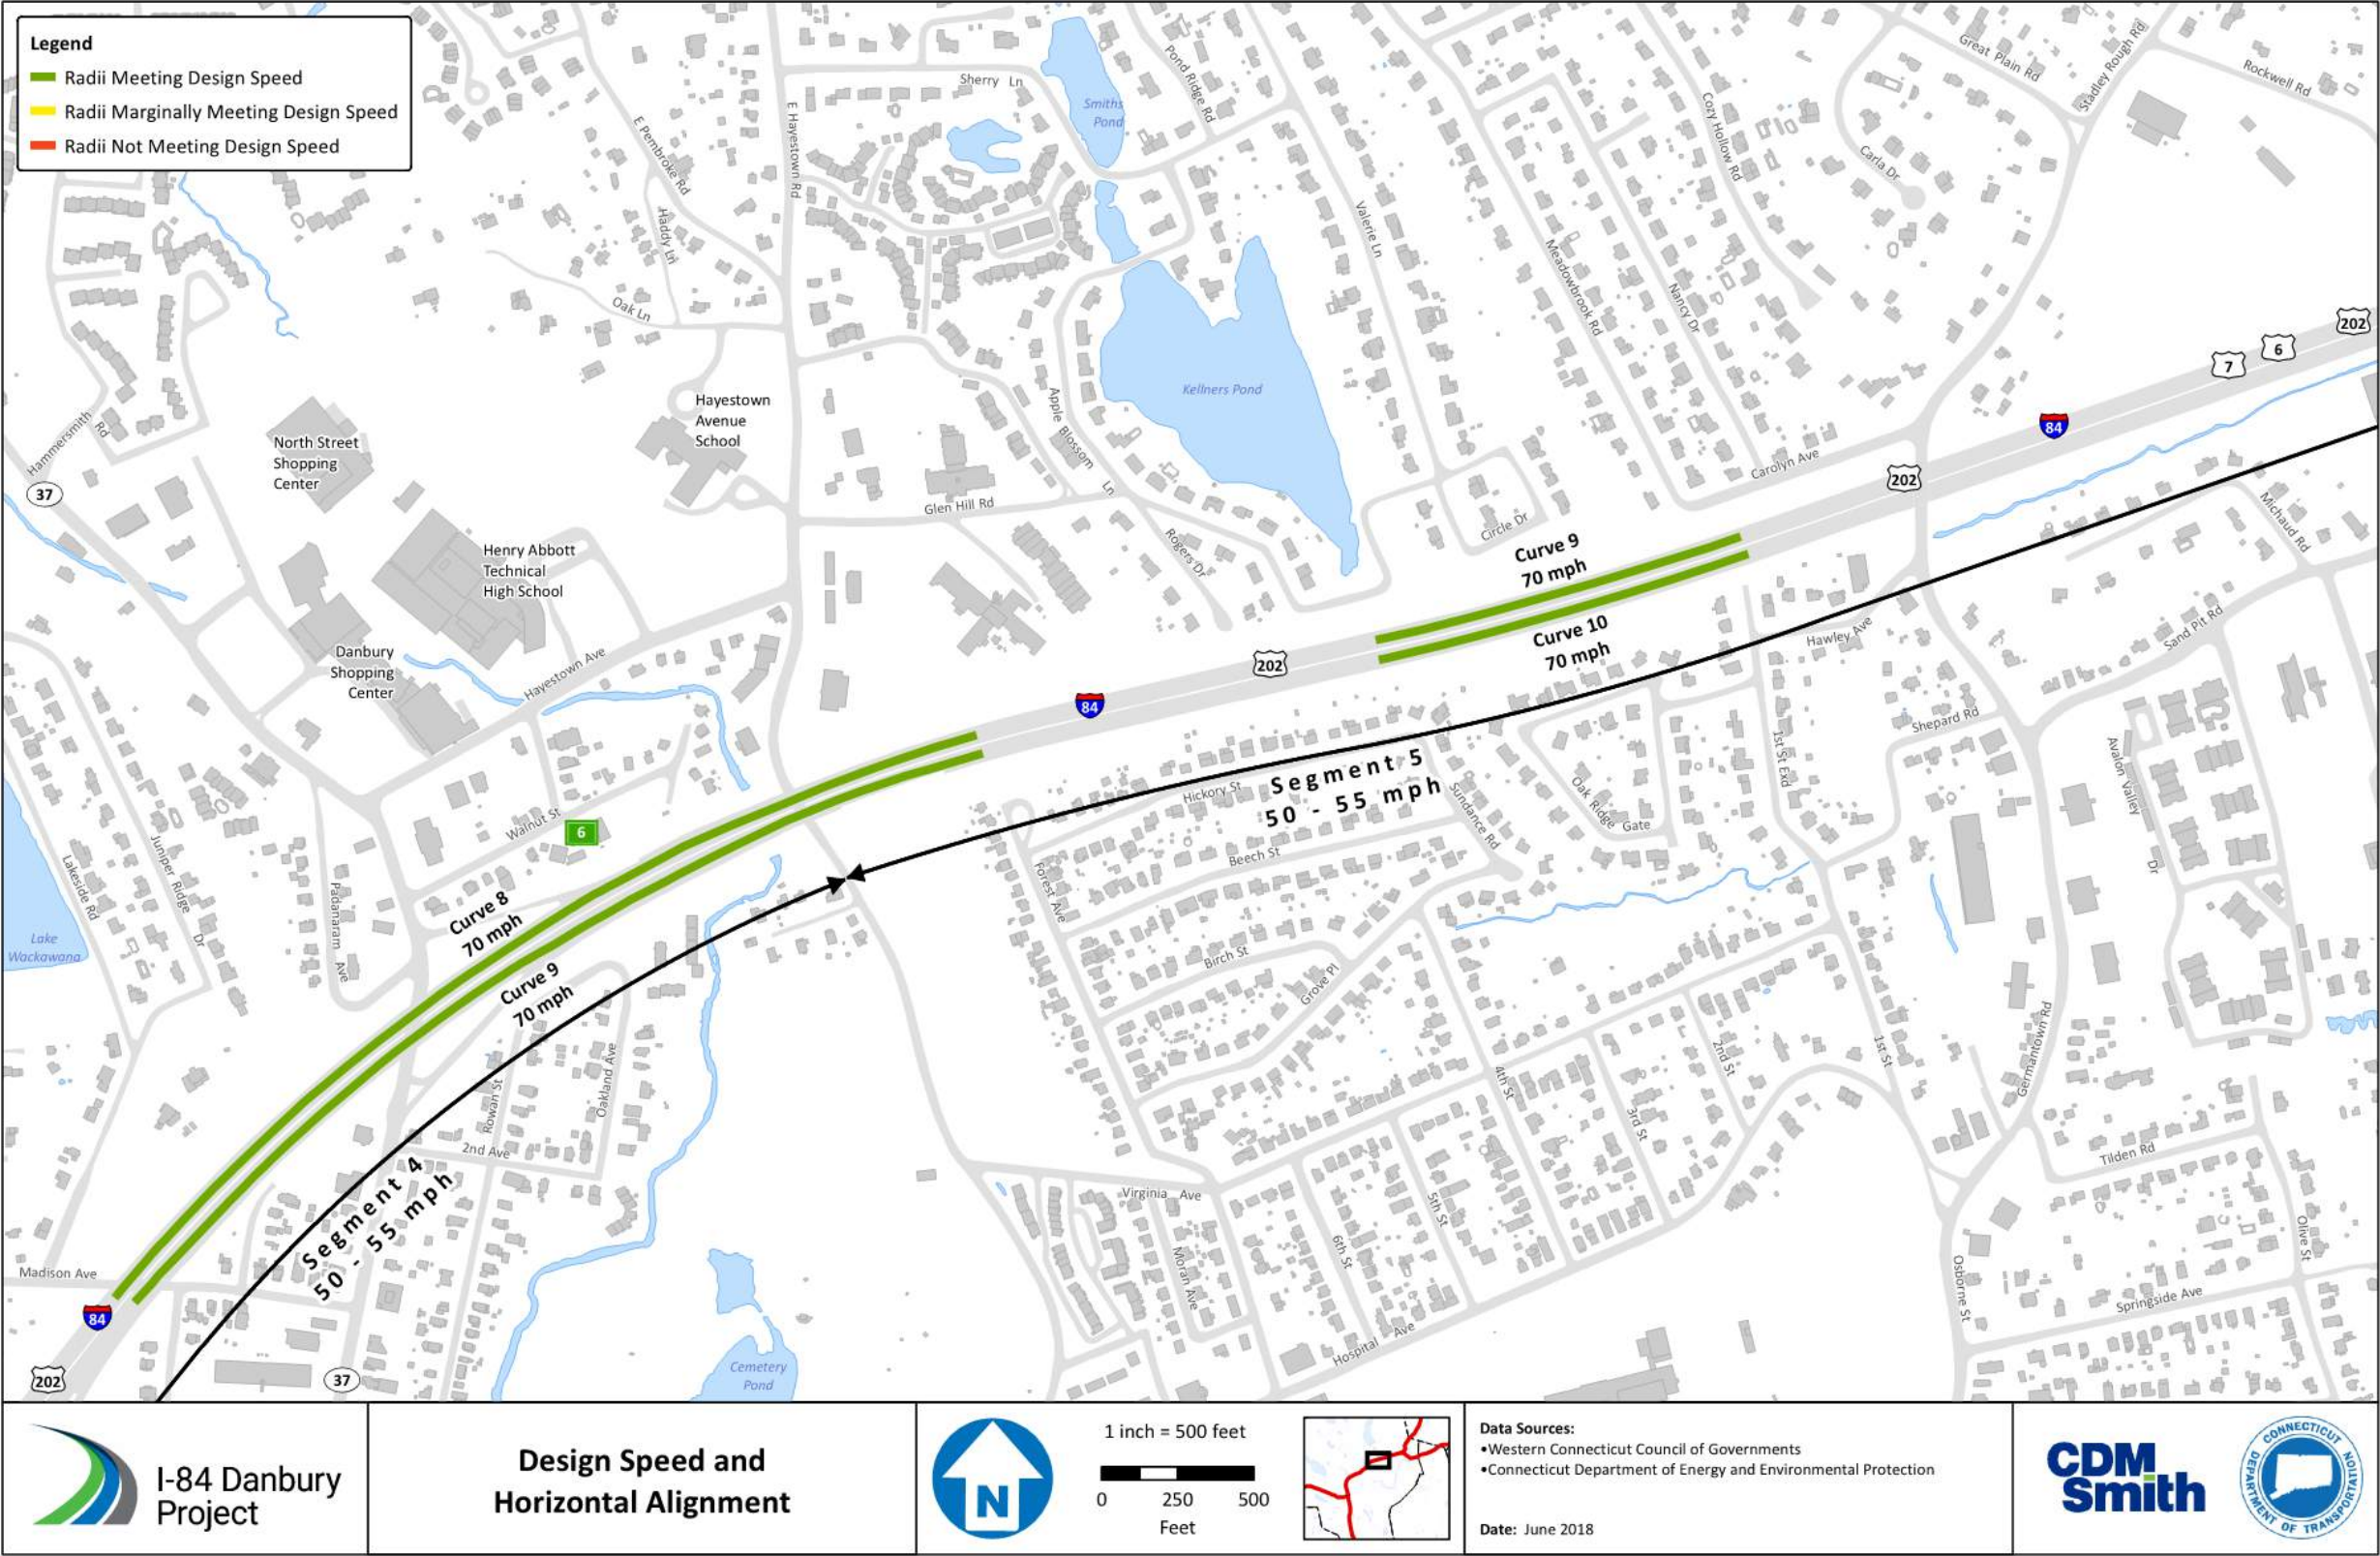 Legend
Radii Meeting Design Speed
Radii Marginally Meeting Design Speed
Radii Not Meeting Design Speed
Sherry Ln
Smiths
Pond
Pond Ridge Rd
E Pembroke Rd
E Hayestown Rd
Haddy Ln
Oak Ln
Valerie Ln
Cozy Hollow Rd
Carla Dr
Great Plain Rd
Stadley Rough Rd
Rockwell Rd
Meadowbrook Rd
Nancy Dr
202
6
7
84
Kellners Pond
Hayestown
Avenue
School
Apple Blossom Ln
Hammersmith Rd
37
North Street
Shopping
Center
Glen Hill Rd
Rogers Dr
Circle Dr
Carolyn Ave
202
Michaud Rd
Henry Abbott
Technical
High School
Curve 9
70 mph
Curve 10
70 mph
Hawley Ave
Sand Pit Rd
Danbury
Shopping
Center
Hayestown Ave
202
84
Shepard Rd
1st St Exd
Avalon Valley Dr
Segment 5
50 - 55 mph
Hickory St
Sundance Rd
Oak Ridge Gate
Walnut St
6
Beech St
Forest Ave
Lakeside Rd
Juniper Ridge Dr
Padanaram Ave
Lake
Wackawana
Curve 8
70 mph
Curve 9
70 mph
Birch St
Grove Pl
Rowan St
Oakland Ave
2nd Ave
4th St
3rd St
2nd St
1st St
Germantown Rd
Tilden Rd
Segment 4
50 - 55 mph
Virginia Ave
Moran Ave
6th St
5th St
Osborne St
Olive St
Springside Ave
Madison Ave
84
202
37
Cemetery
Pond
Hospital Ave
I-84 Danbury
Project
Design Speed and
Horizontal Alignment
N
1 inch = 500 feet
0 250 500
Feet
Data Sources:
•Western Connecticut Council of Governments
•Connecticut Department of Energy and Environmental Protection
Date: June 2018
CDM
Smith
CONNECTICUT
DEPARTMENT OF TRANSPORTATION